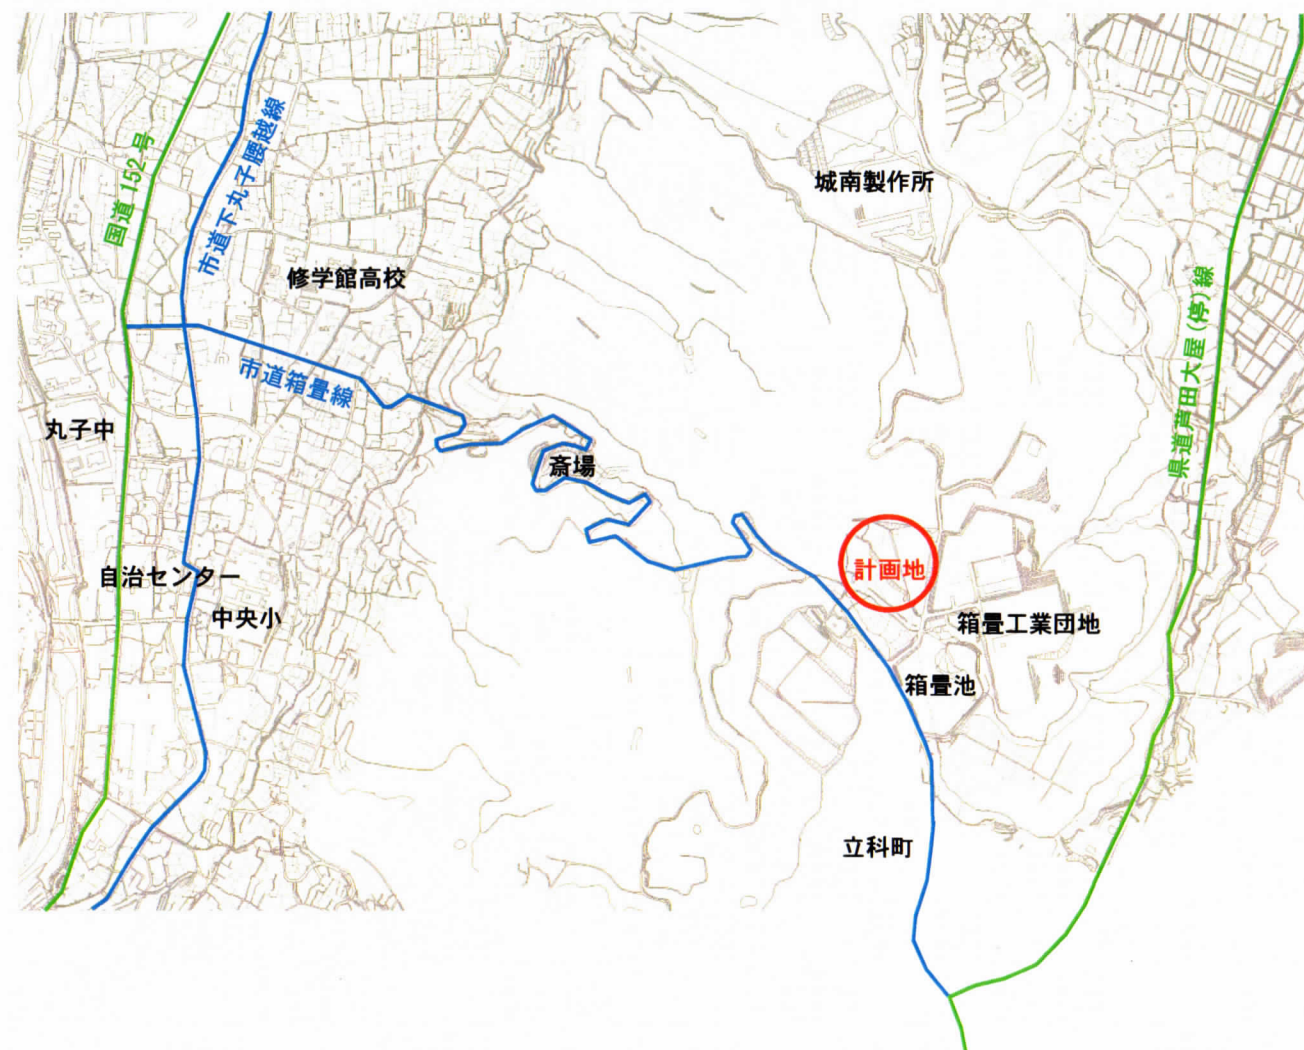 国道152号
市道下丸子腰越線
城南製作所
修学館高校
県道芦田大屋(停)線
市道箱畳線
丸子中
斎場
計画地
自治センター
中央小
箱畳工業団地
箱畳池
立科町